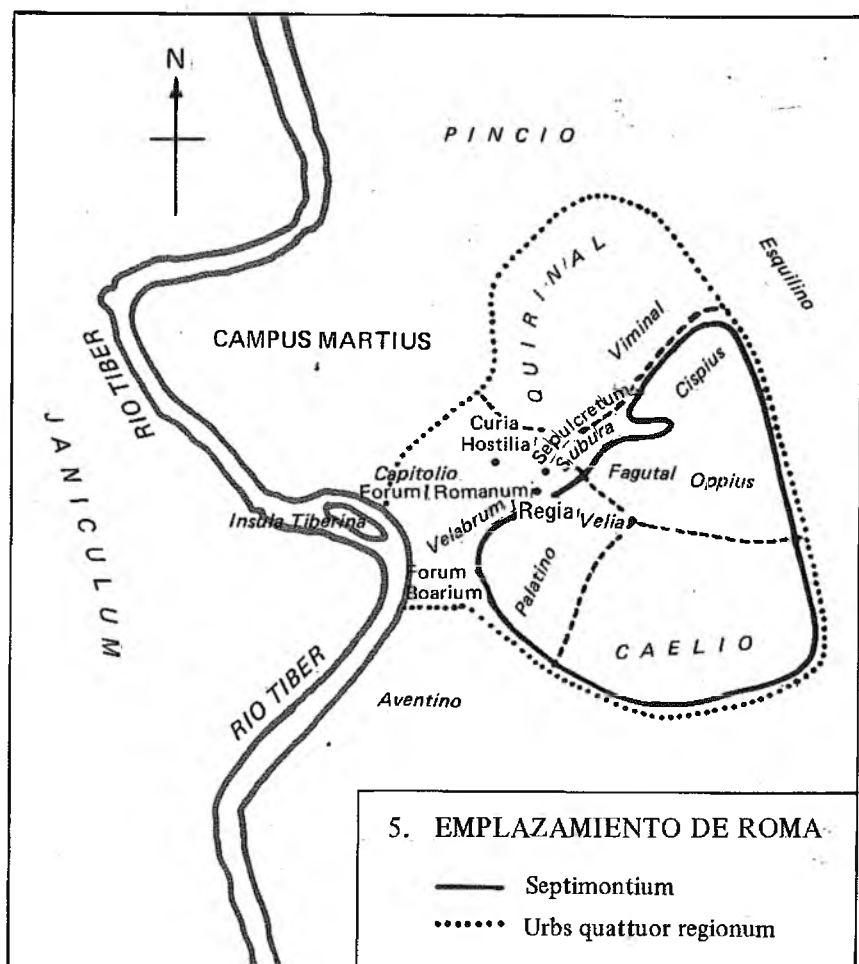 N
PINCIO
Esquilino
QUIRINAL
Viminal
CAMPUS MARTIUS
RIO TIBER
JANICULUM
Cispius
Sepulcretum
Subura
Curia
Hostilia
Capitolio
Forum Romanum
Fagutal
Oppius
Insula Tiberina
Velabrum
Regia
Velia
Forum
Boarium
Palatino
CAELIO
RIO TIBER
Aventino
5. EMPLAZAMIENTO DE ROMA
Septimontium
Urbs quattuor regionum